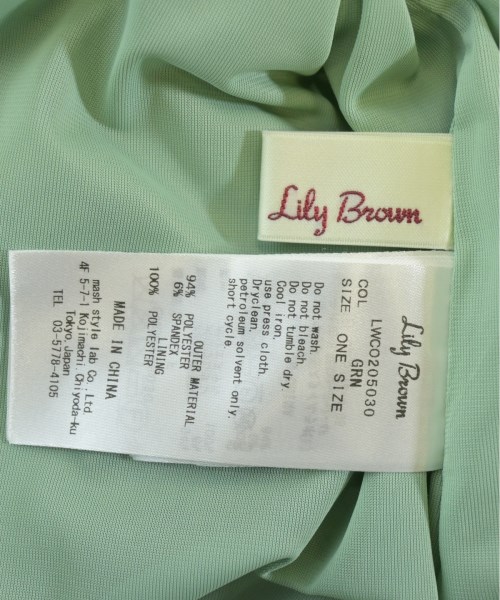 Lily Brown
Lily Brown
LWCO205030
COL GRN
SIZE ONE SIZE
Do not wash.
Do not bleach.
Do not tumble dry.
Cool iron.
use press cloth.
Dryclean.
petroleum solvent only.
short cycle.
OUTER MATERIAL
94% POLYESTER
6% SPANDEX
LINING
100% POLYESTER
MADE IN CHINA
mash style lab Co.,Ltd.
4F 5-7-1 Kojimachi Chiyoda-ku
Tokyo, Japan
TEL 03-5778-4105